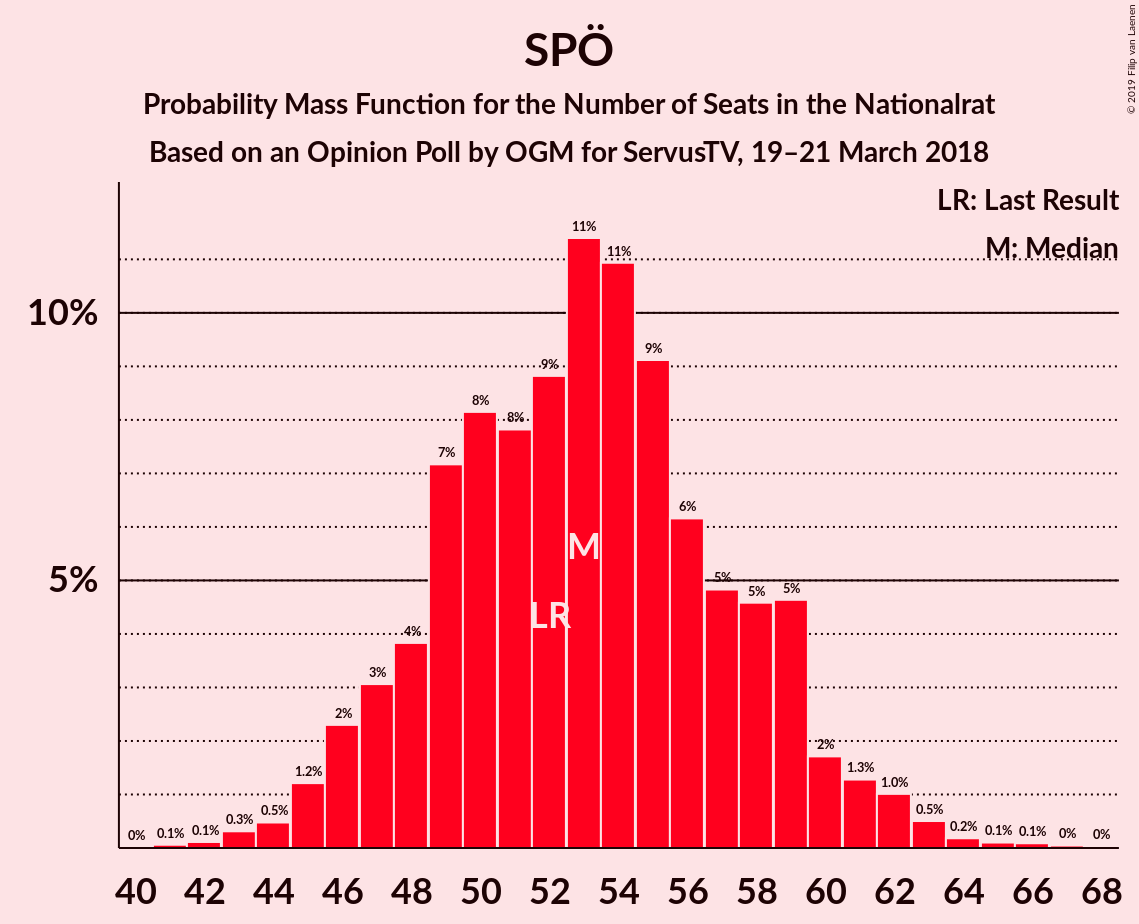 © 2019 Filip van Laenen
SPÖ
Probability Mass Function for the Number of Seats in the Nationalrat
Based on an Opinion Poll by OGM for ServusTV, 19–21 March 2018
LR: Last Result
M: Median
10%
5%
0% 0.1% 0.1% 0.3% 0.5% 1.2% 2% 3% 4% 7% 8% 8% 9% 11% 11% 9% 6% 5% 5% 5% 2% 1.3% 1.0% 0.5% 0.2% 0.1% 0.1% 0% 0%
M
LR
40 42 44 46 48 50 52 54 56 58 60 62 64 66 68